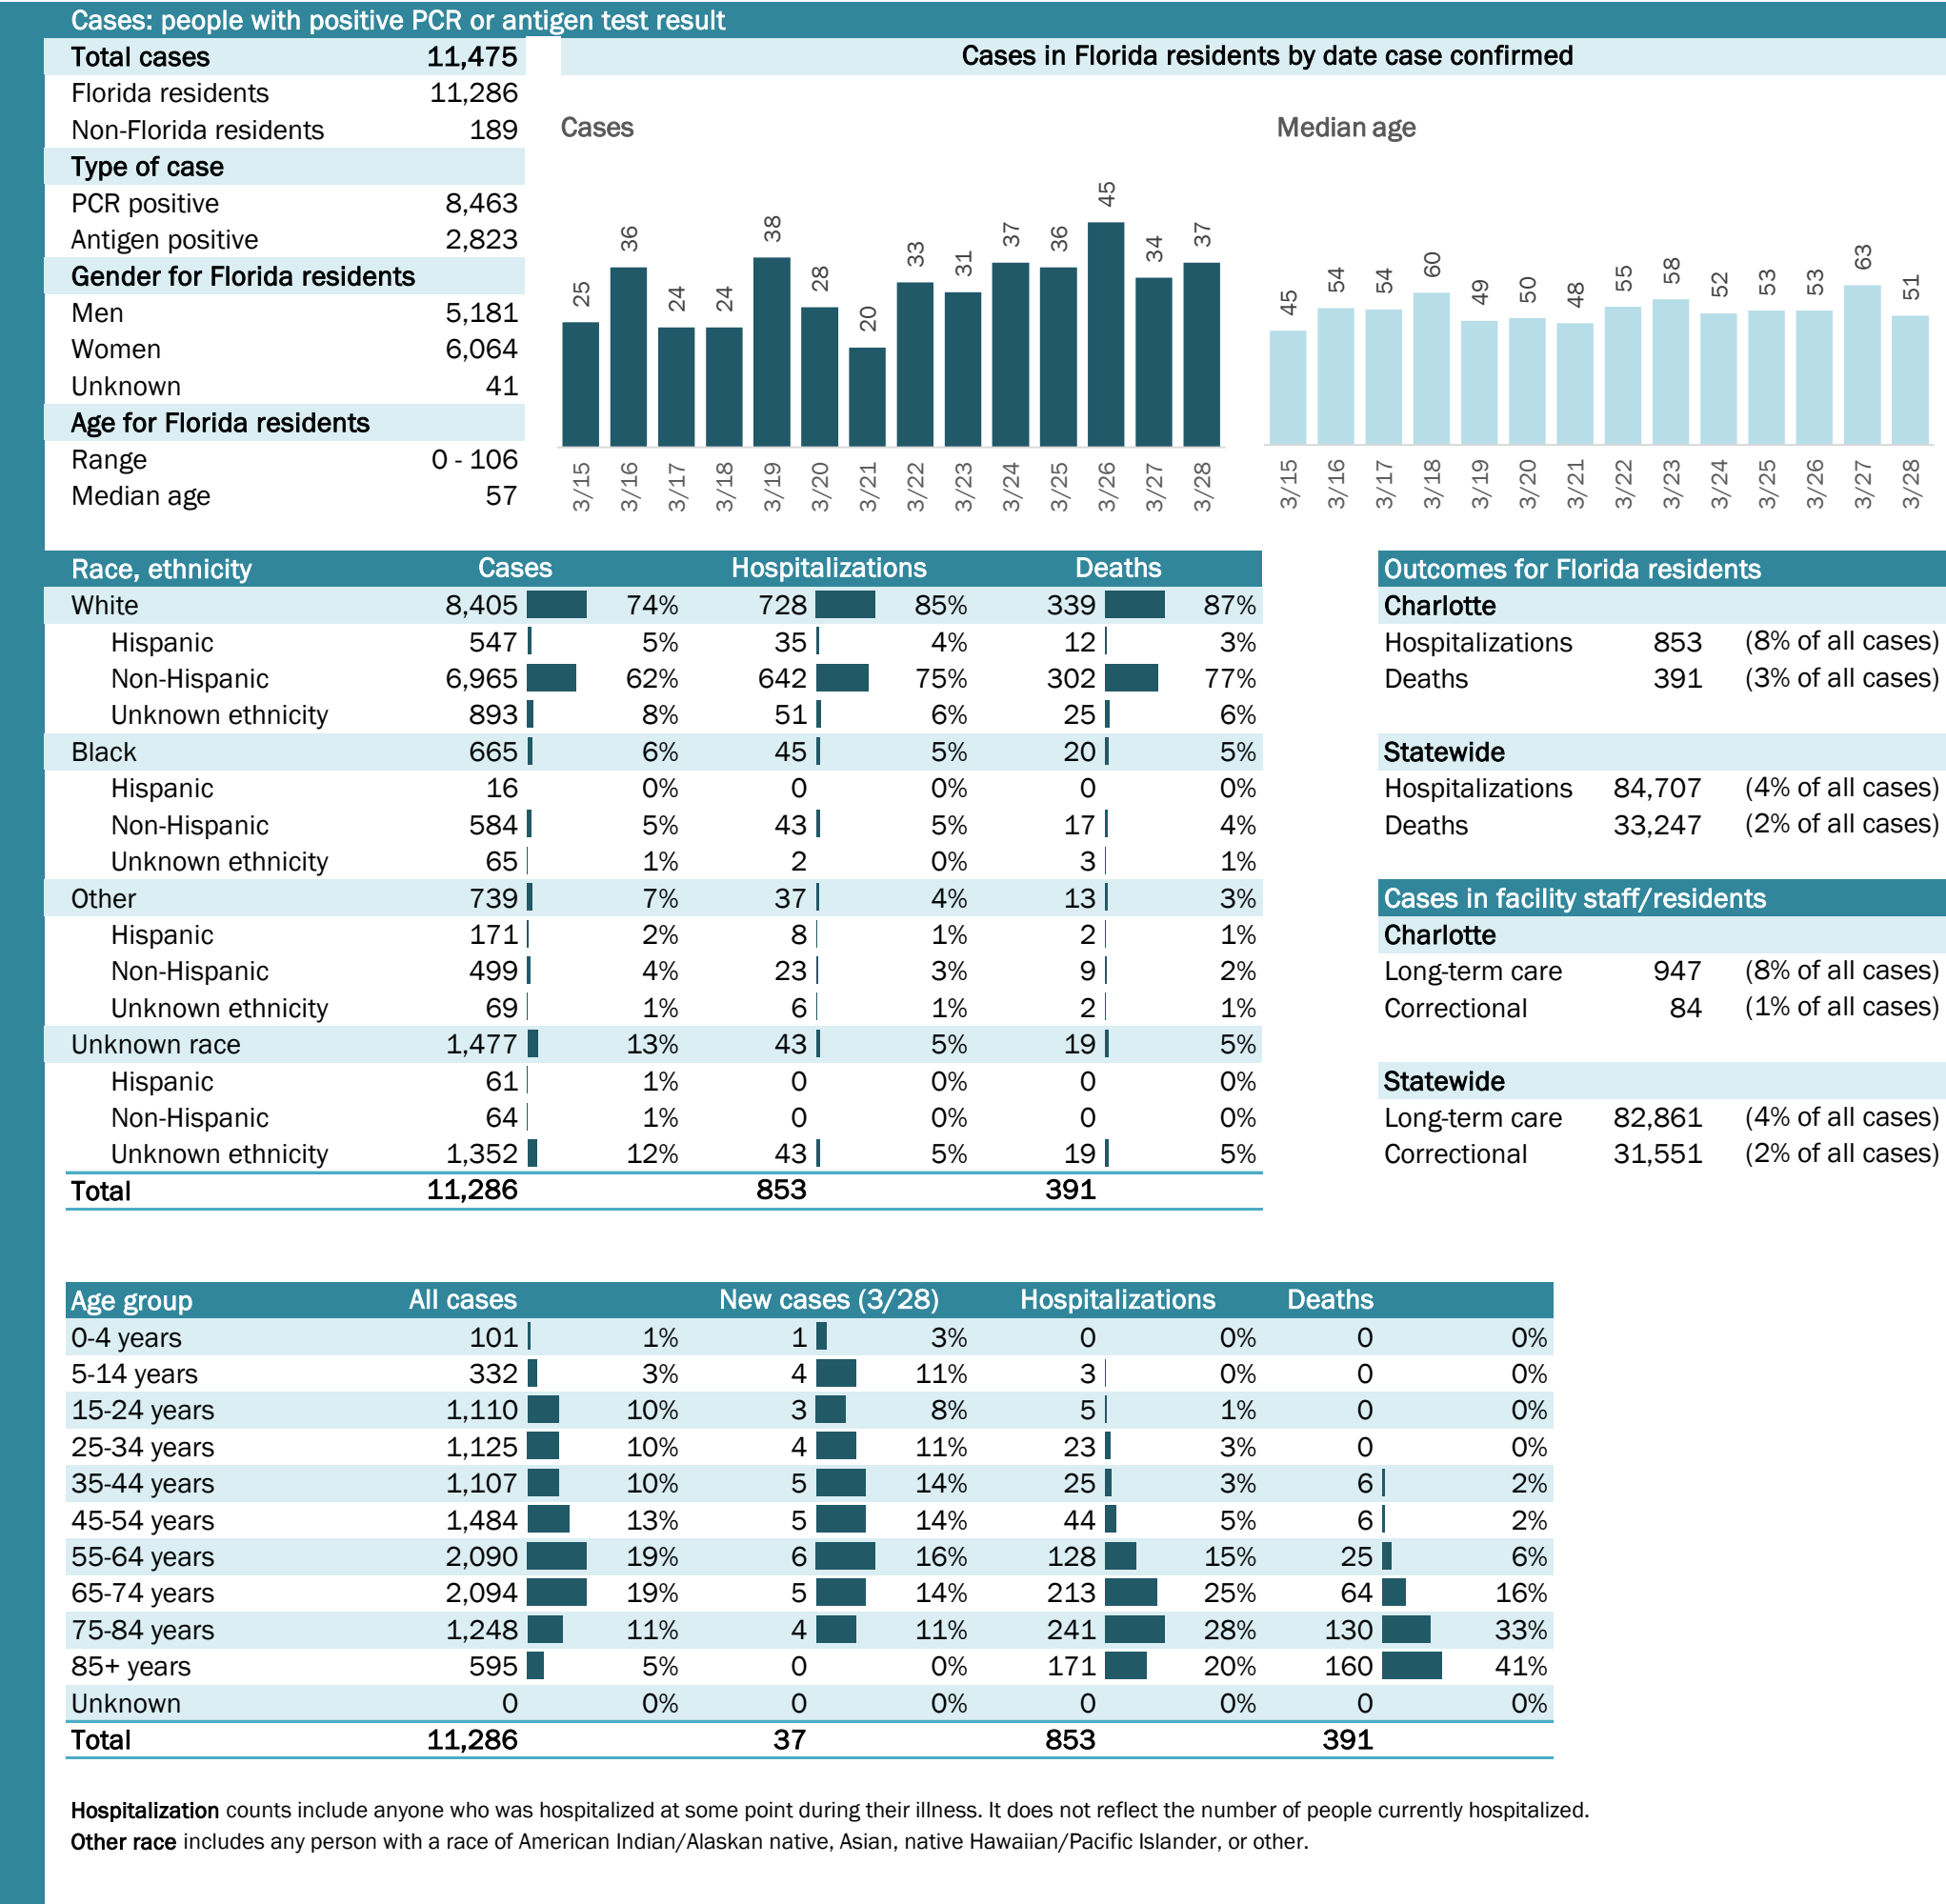 Cases: people with positive PCR or antigen test result
Total cases 11,475
Florida residents 11,286
Non-Florida residents 189
Type of case
PCR positive 8,463
Antigen positive 2,823
Gender for Florida residents
Men 5,181
Women 6,064
Unknown 41
Age for Florida residents
Range 0 - 106
Median age 57
Cases in Florida residents by date case confirmed
Cases
25 36 24 24 38 28 20 33 31 37 36 45 34 37
3/15 3/16 3/17 3/18 3/19 3/20 3/21 3/22 3/23 3/24 3/25 3/26 3/27 3/28
Median age
45 54 54 60 49 50 48 55 58 52 53 53 63 51
3/15 3/16 3/17 3/18 3/19 3/20 3/21 3/22 3/23 3/24 3/25 3/26 3/27 3/28
Race, ethnicity Cases Hospitalizations Deaths
White 8,405 74% 728 85% 339 87%
Hispanic 547 5% 35 4% 12 3%
Non-Hispanic 6,965 62% 642 75% 302 77%
Unknown ethnicity 893 8% 51 6% 25 6%
Black 665 6% 45 5% 20 5%
Hispanic 16 0% 0 0% 0 0%
Non-Hispanic 584 5% 43 5% 17 4%
Unknown ethnicity 65 1% 2 0% 3 1%
Other 739 7% 37 4% 13 3%
Hispanic 171 2% 8 1% 2 1%
Non-Hispanic 499 4% 23 3% 9 2%
Unknown ethnicity 69 1% 6 1% 2 1%
Unknown race 1,477 13% 43 5% 19 5%
Hispanic 61 1% 0 0% 0 0%
Non-Hispanic 64 1% 0 0% 0 0%
Unknown ethnicity 1,352 12% 43 5% 19 5%
Total 11,286 853 391
Outcomes for Florida residents
Charlotte
Hospitalizations 853 (8% of all cases)
Deaths 391 (3% of all cases)
Statewide
Hospitalizations 84,707 (4% of all cases)
Deaths 33,247 (2% of all cases)
Cases in facility staff/residents
Charlotte
Long-term care 947 (8% of all cases)
Correctional 84 (1% of all cases)
Statewide
Long-term care 82,861 (4% of all cases)
Correctional 31,551 (2% of all cases)
Age group All cases New cases (3/28) Hospitalizations Deaths
0-4 years 101 1% 1 3% 0 0% 0 0%
5-14 years 332 3% 4 11% 3 0% 0 0%
15-24 years 1,110 10% 3 8% 5 1% 0 0%
25-34 years 1,125 10% 4 11% 23 3% 0 0%
35-44 years 1,107 10% 5 14% 25 3% 6 2%
45-54 years 1,484 13% 5 14% 44 5% 6 2%
55-64 years 2,090 19% 6 16% 128 15% 25 6%
65-74 years 2,094 19% 5 14% 213 25% 64 16%
75-84 years 1,248 11% 4 11% 241 28% 130 33%
85+ years 595 5% 0 0% 171 20% 160 41%
Unknown 0 0% 0 0% 0 0% 0 0%
Total 11,286 37 853 391
Hospitalization counts include anyone who was hospitalized at some point during their illness. It does not reflect the number of people currently hospitalized.
Other race includes any person with a race of American Indian/Alaskan native, Asian, native Hawaiian/Pacific Islander, or other.